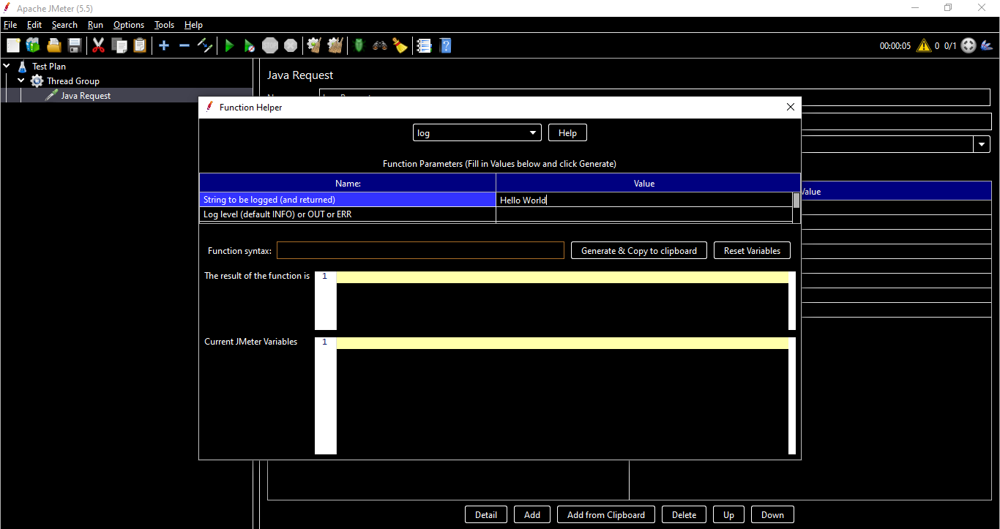 Apache JMeter (5.5)
File Edit Search Run Options Tools Help
00:00:05 0 0/1
Test Plan
Thread Group
Java Request
Java Request
Function Helper
log Help
Function Parameters (Fill in Values below and click Generate)
Name: Value
String to be logged (and returned) Hello World
Log level (default INFO) or OUT or ERR
Value
Function syntax: Generate & Copy to clipboard Reset Variables
The result of the function is 1
Current JMeter Variables 1
Detail Add Add from Clipboard Delete Up Down